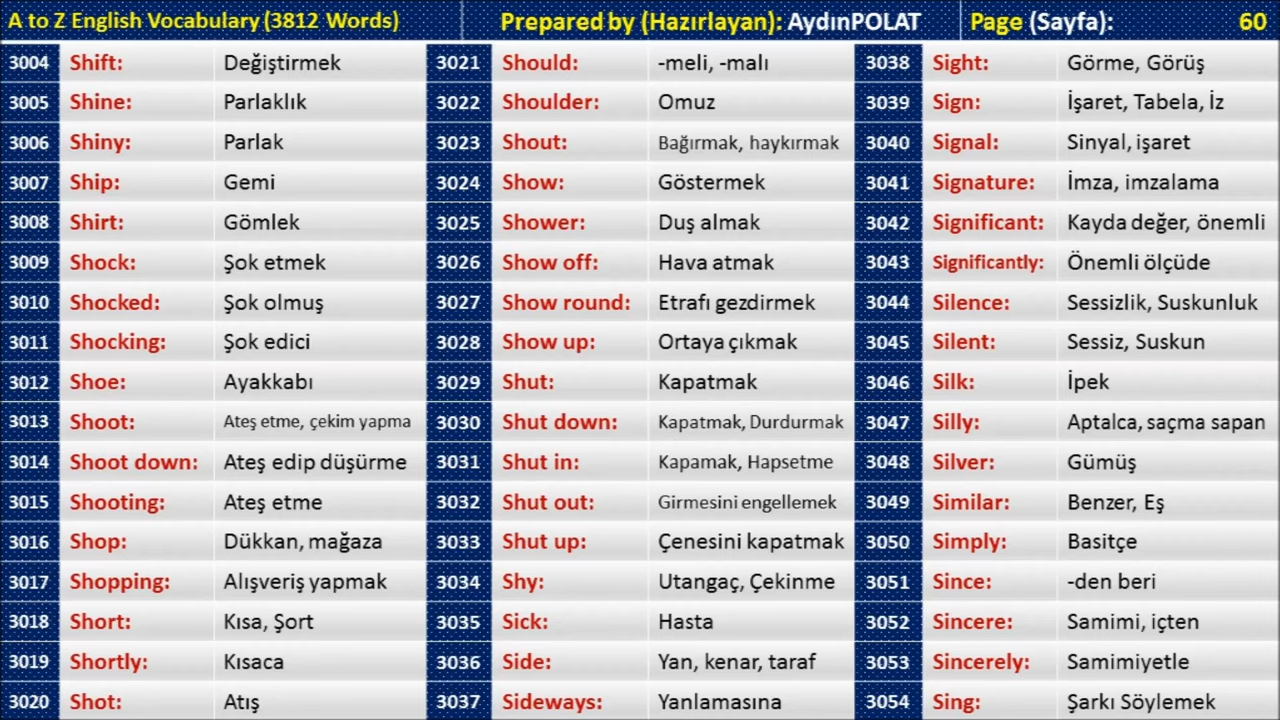 A to Z English Vocabulary (3812 Words)
Prepared by (Hazırlayan): AydınPOLAT
Page (Sayfa): 60
3004 Shift: Değiştirmek
3005 Shine: Parlaklık
3006 Shiny: Parlak
3007 Ship: Gemi
3008 Shirt: Gömlek
3009 Shock: Şok etmek
3010 Shocked: Şok olmuş
3011 Shocking: Şok edici
3012 Shoe: Ayakkabı
3013 Shoot: Ateş etme, çekim yapma
3014 Shoot down: Ateş edip düşürme
3015 Shooting: Ateş etme
3016 Shop: Dükkan, mağaza
3017 Shopping: Alışveriş yapmak
3018 Short: Kısa, Şort
3019 Shortly: Kısaca
3020 Shot: Atış
3021 Should: -meli, -malı
3022 Shoulder: Omuz
3023 Shout: Bağırmak, haykırmak
3024 Show: Göstermek
3025 Shower: Duş almak
3026 Show off: Hava atmak
3027 Show round: Etrafı gezdirmek
3028 Show up: Ortaya çıkmak
3029 Shut: Kapatmak
3030 Shut down: Kapatmak, Durdurmak
3031 Shut in: Kapamak, Hapsetme
3032 Shut out: Girmesini engellemek
3033 Shut up: Çenesini kapatmak
3034 Shy: Utangaç, Çekinme
3035 Sick: Hasta
3036 Side: Yan, kenar, taraf
3037 Sideways: Yanlamasına
3038 Sight: Görme, Görüş
3039 Sign: İşaret, Tabela, İz
3040 Signal: Sinyal, işaret
3041 Signature: İmza, imzalama
3042 Significant: Kayda değer, önemli
3043 Significantly: Önemli ölçüde
3044 Silence: Sessizlik, Suskunluk
3045 Silent: Sessiz, Suskun
3046 Silk: İpek
3047 Silly: Aptalca, saçma sapan
3048 Silver: Gümüş
3049 Similar: Benzer, Eş
3050 Simply: Basitçe
3051 Since: -den beri
3052 Sincere: Samimi, içten
3053 Sincerely: Samimiyetle
3054 Sing: Şarkı Söylemek